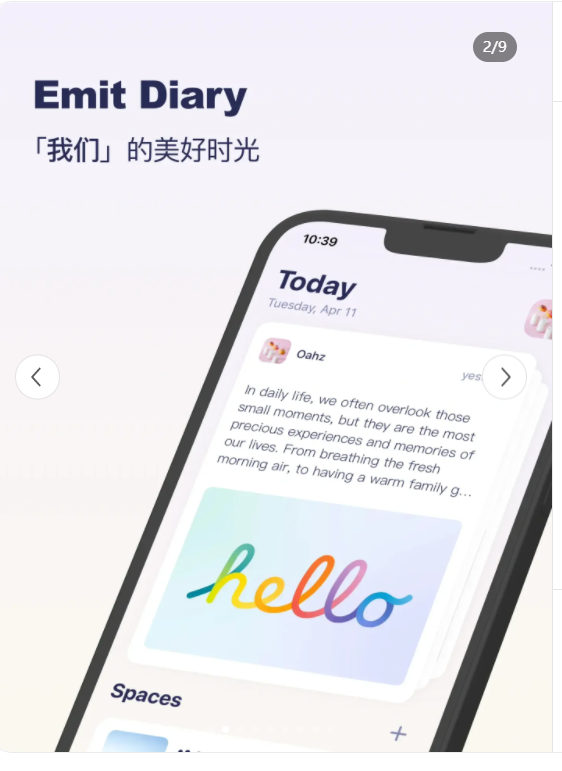 2/9
Emit Diary
「我们」的美好时光
10:39
Today
Tuesday, Apr 11
Oahz
In daily life, we often overlook those
small moments, but they are the most
precious experiences and memories of
our lives. From breathing the fresh
morning air, to having a warm family g...
hello
Spaces